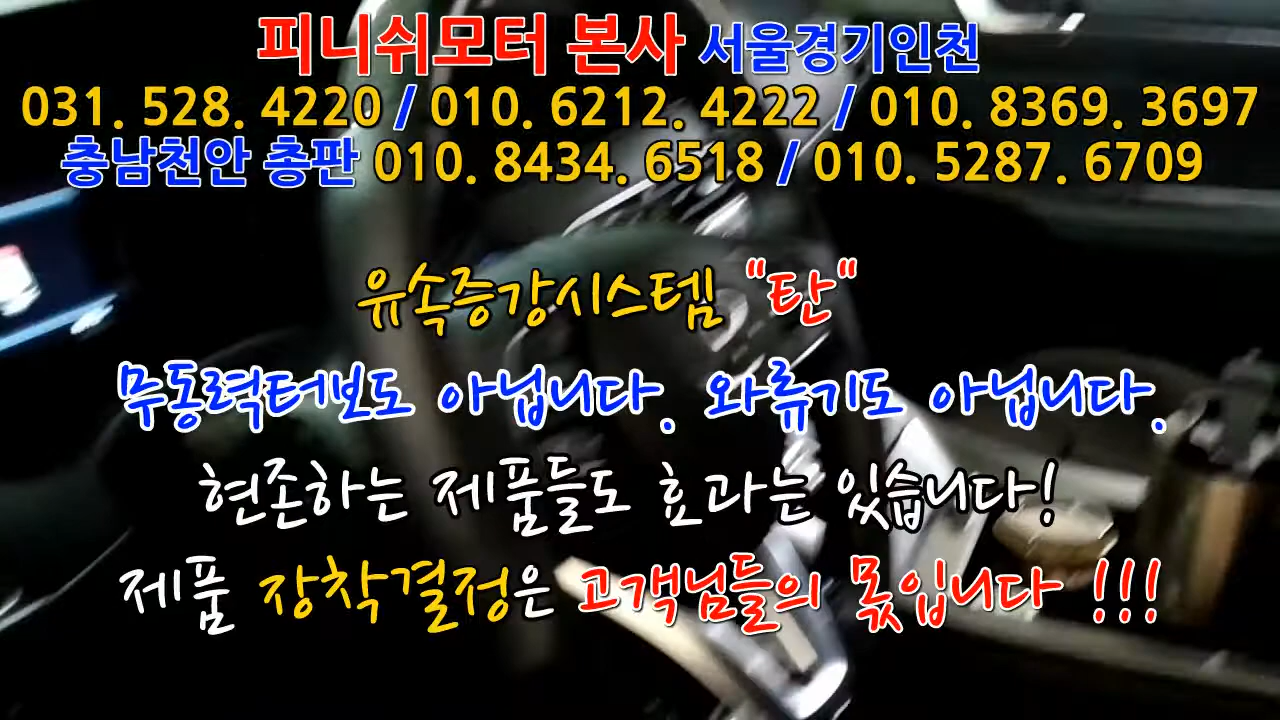 피니쉬모터 본사 서울경기인천
031. 528. 4220 / 010. 6212. 4222 / 010. 8369. 3697
충남천안 총판 010. 8434. 6518 / 010. 5287. 6709
유속증강시스템 "탄"
무동력터보도 아닙니다. 와류기도 아닙니다.
현존하는 제품들도 효과는 있습니다!
제품 장착결정은 고객님들의 몫입니다 !!!